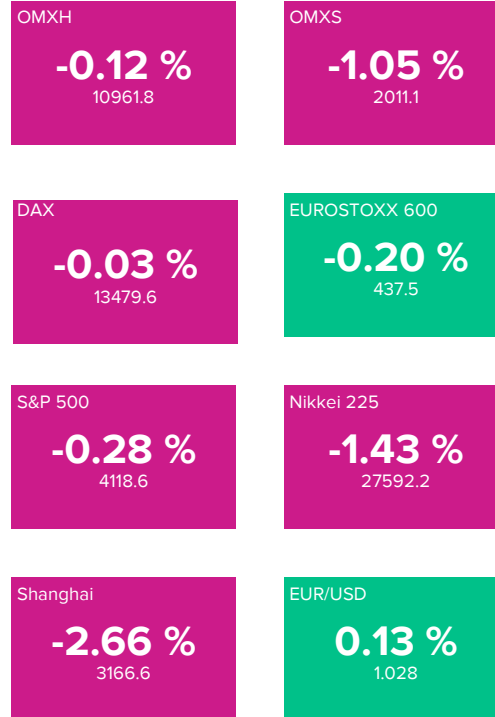 OMXH
-0.12 %
10961.8
OMXS
-1.05 %
2011.1
DAX
-0.03 %
13479.6
EUROSTOXX 600
-0.20 %
437.5
S&P 500
-0.28 %
4118.6
Nikkei 225
-1.43 %
27592.2
Shanghai
-2.66 %
3166.6
EUR/USD
0.13 %
1.028